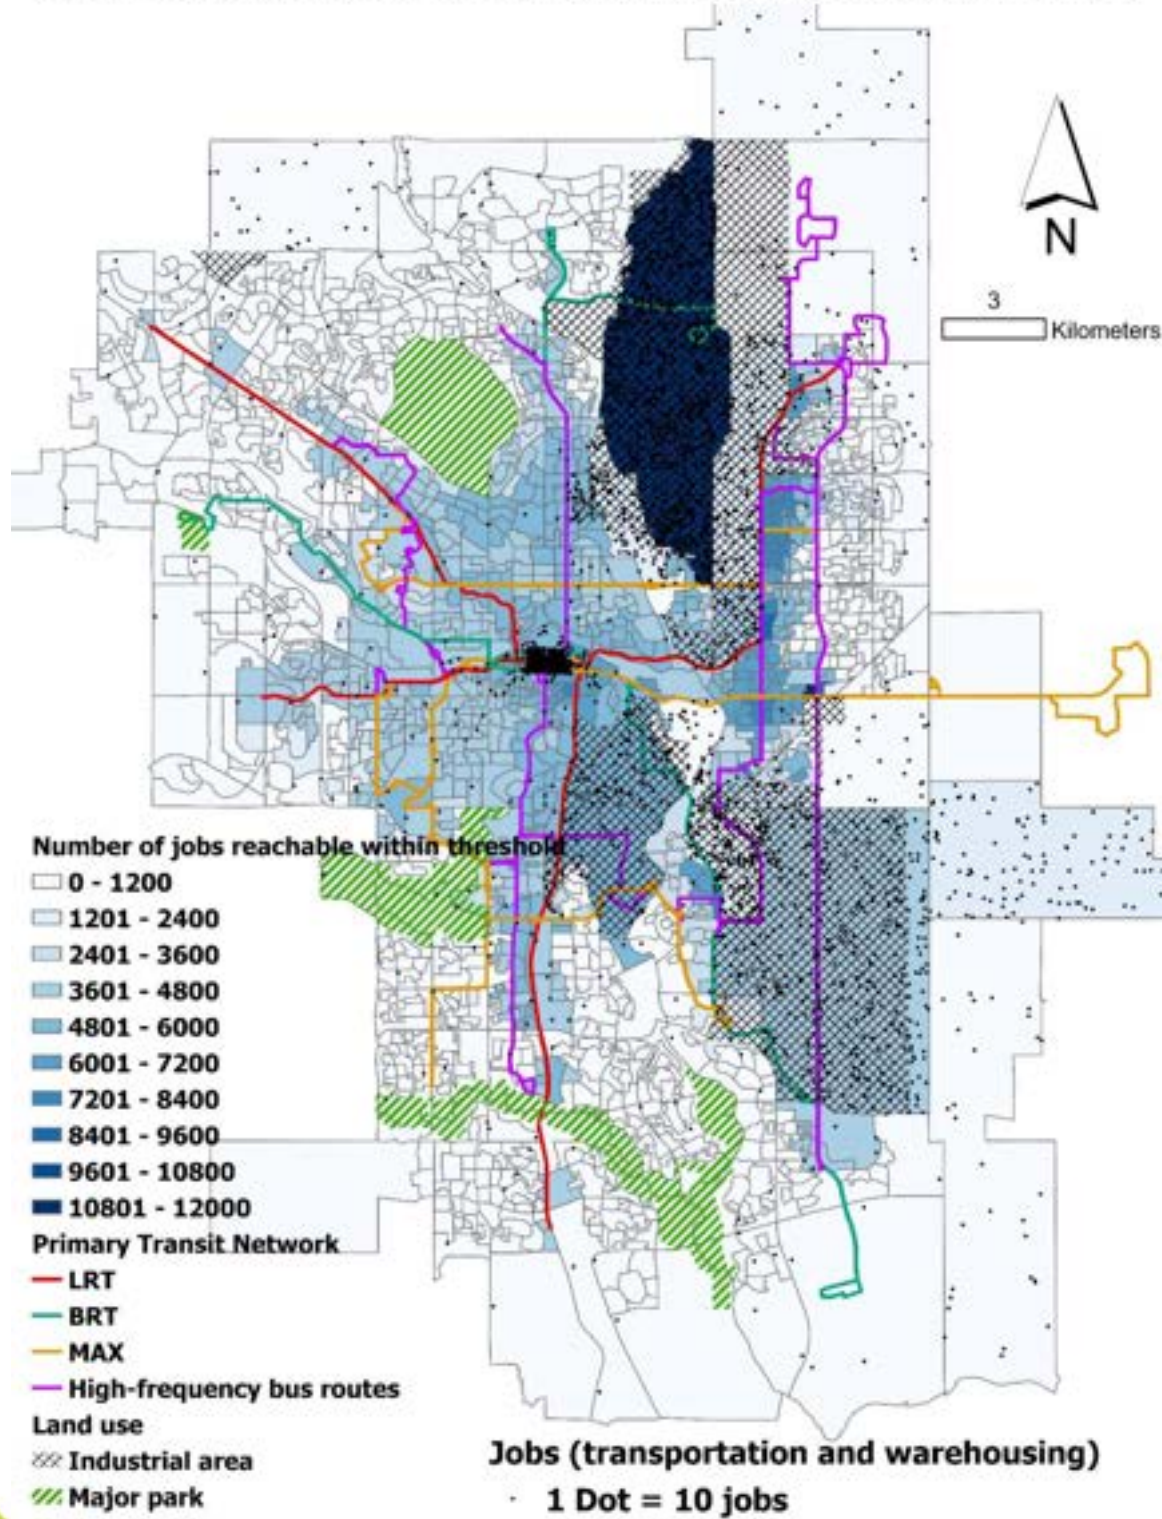 N
3
Kilometers
Number of jobs reachable within threshold
0 - 1200
1201 - 2400
2401 - 3600
3601 - 4800
4801 - 6000
6001 - 7200
7201 - 8400
8401 - 9600
9601 - 10800
10801 - 12000
Primary Transit Network
LRT
BRT
MAX
High-frequency bus routes
Land use
Industrial area
Major park
Jobs (transportation and warehousing)
1 Dot = 10 jobs